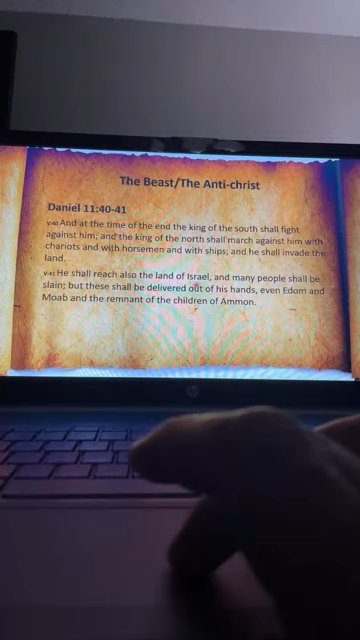 The Beast/The Anti-christ
Daniel 11:40-41
v.40 And at the time of the end the king of the south shall fight
against him; and the king of the north shall march against him with
chariots and with horsemen and with ships; and he shall invade the
land.
v.41 He shall reach also the land of Israel, and many people shall be
slain; but these shall be delivered out of his hands, even Edom and
Moab and the remnant of the children of Ammon.
hp